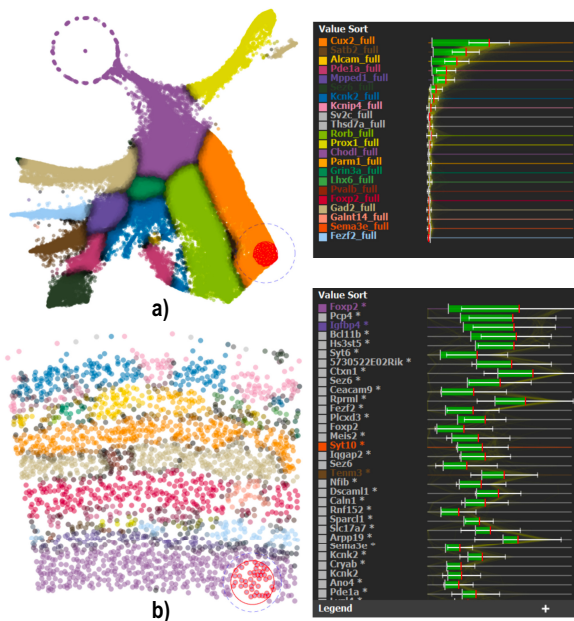 Value Sort
Cux2_full
Satb2_full
Alcam_full
Pde1a_full
Mpped1_full
Kcnk2_full
Kcnip4_full
Sv2c_full
Thsd7a_full
Rorb_full
Prox1_full
Chodl_full
Parm1_full
Grin3a_full
Lhx6_full
Pvalb_full
Foxp2_full
Gad2_full
Galnt14_full
Sema3e_full
Fezf2_full
a)
Value Sort
Foxp2 *
Pcp4 *
Igfbp4 *
Bcl11b *
Hs3st5 *
Syt6 *
5730522E02Rik *
Ctxn1 *
Sez6 *
Ceacam9 *
Rprml *
Fezf2 *
Plcxd3 *
Foxp2
Meis2 *
Syt10 *
Iqgap2 *
Sez6
Tenm3 *
Nfib *
Dscaml1 *
Caln1 *
Rnf152 *
Sparcl1 *
Slc17a7 *
Arpp19 *
Sema3e *
Kcnk2 *
Cryab *
Kcnk2
Ano4 *
Pde1a *
Legend +
b)